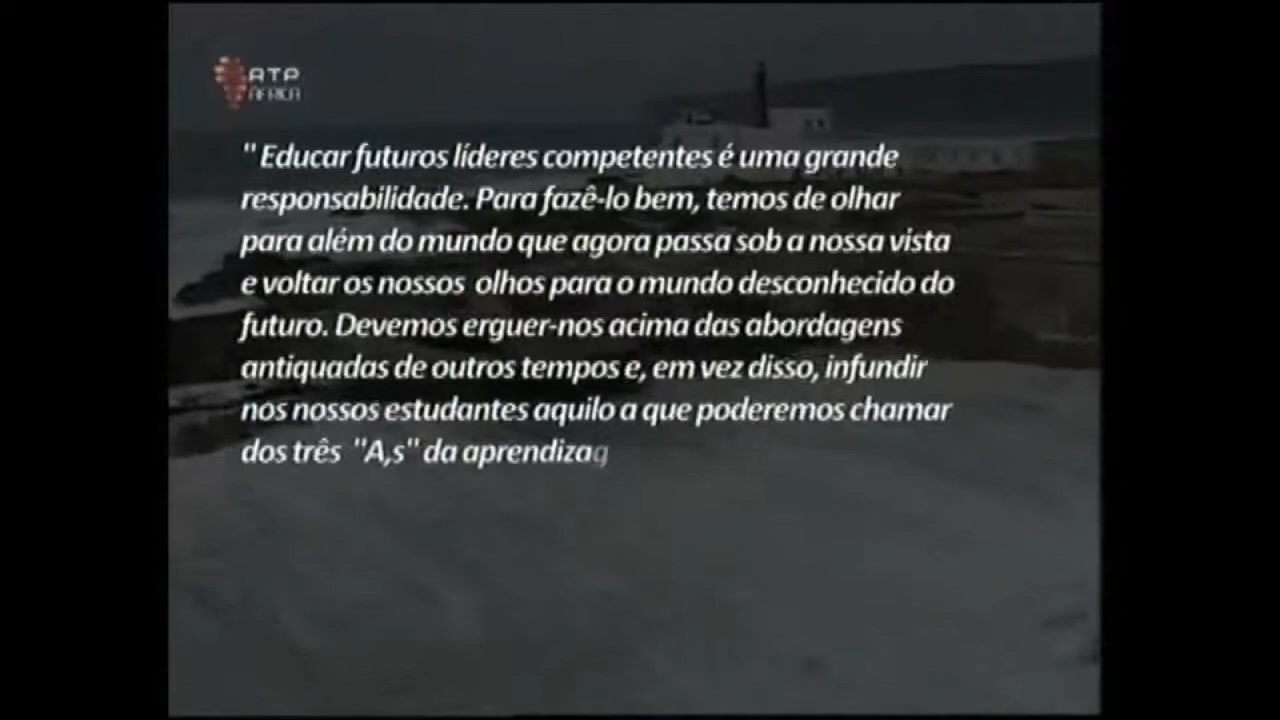 RTP
ÁFRICA
" Educar futuros líderes competentes é uma grande
responsabilidade. Para fazê-lo bem, temos de olhar
para além do mundo que agora passa sob a nossa vista
e voltar os nossos olhos para o mundo desconhecido do
futuro. Devemos erguer-nos acima das abordagens
antiquadas de outros tempos e, em vez disso, infundir
nos nossos estudantes aquilo a que poderemos chamar
dos três "A,s" da aprendizag